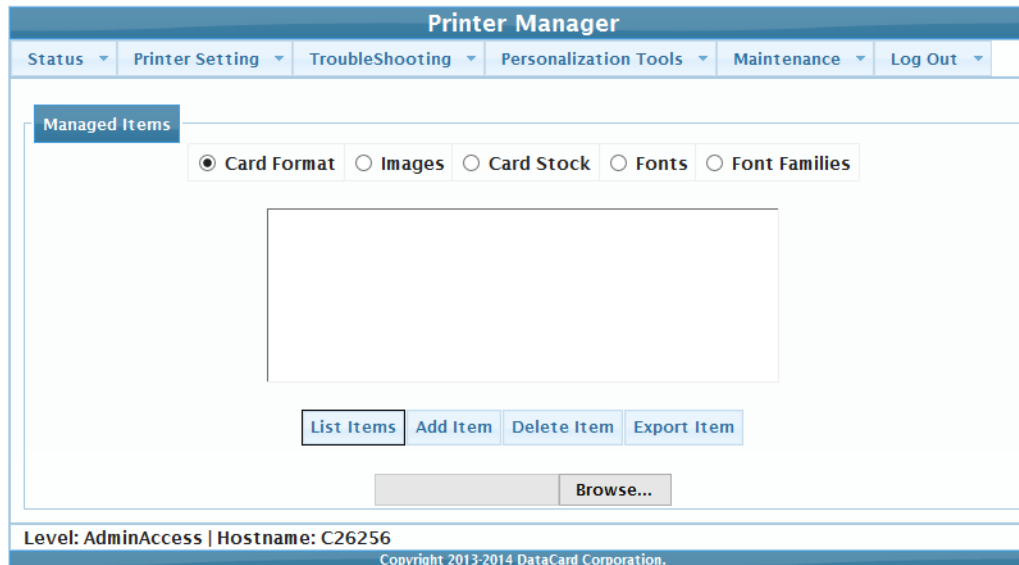 Printer Manager
Status Printer Setting TroubleShooting Personalization Tools Maintenance Log Out
Managed Items
Card Format Images Card Stock Fonts Font Families
List Items Add Item Delete Item Export Item
Browse...
Level: AdminAccess | Hostname: C26256
Copyright 2013-2014 DataCard Corporation.